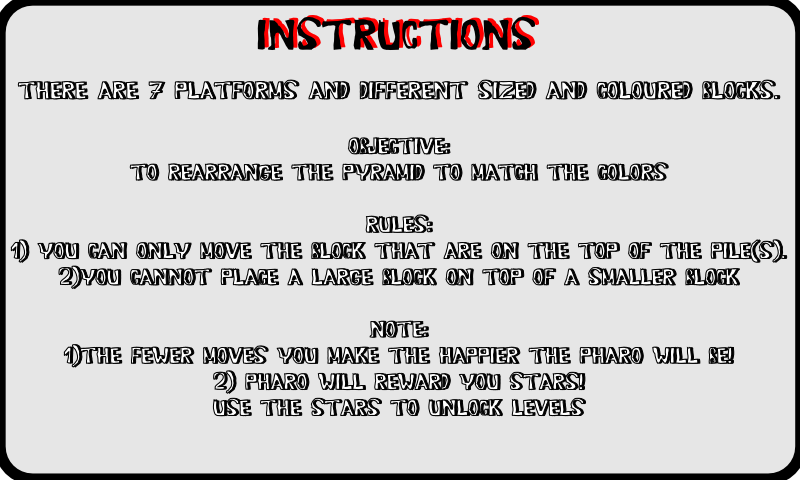 INSTRUCTIONS
THERE ARE 7 PLATFORMS AND DIFFERENT SIZED AND COLOURED BLOCKS.
OBJECTIVE:
TO REARRANGE THE PYRAMID TO MATCH THE COLORS
RULES:
1) YOU CAN ONLY MOVE THE BLOCK THAT ARE ON THE TOP OF THE PILE(S).
2)YOU CANNOT PLACE A LARGE BLOCK ON TOP OF A SMALLER BLOCK
NOTE:
1)THE FEWER MOVES YOU MAKE THE HAPPIER THE PHARO WILL BE!
2) PHARO WILL REWARD YOU STARS!
USE THE STARS TO UNLOCK LEVELS